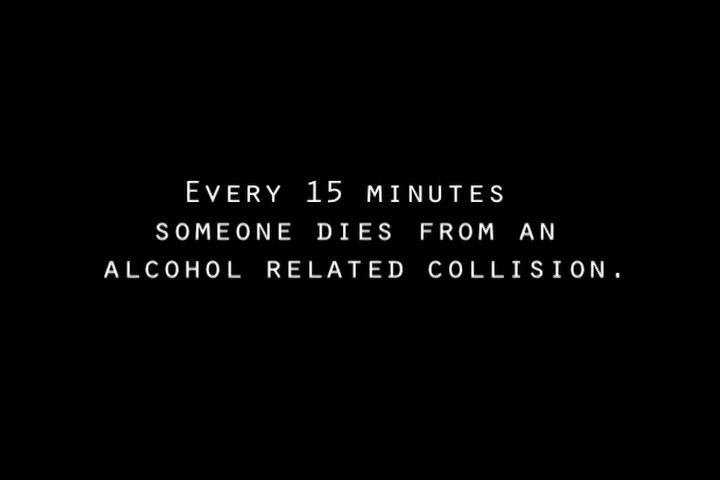 Every 15 minutes
someone dies from an
alcohol related collision.